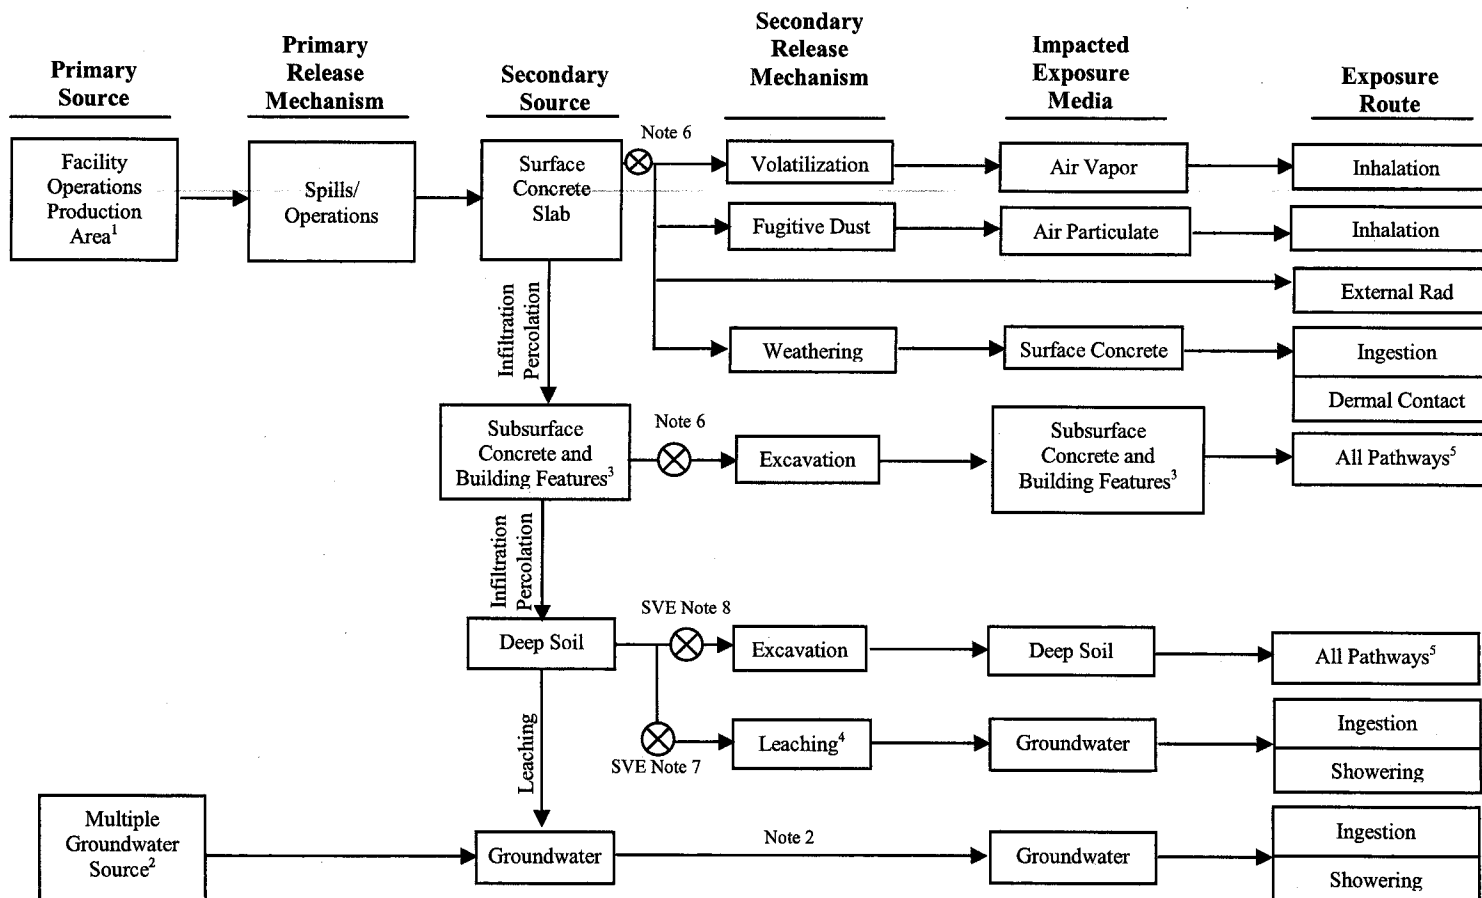 Primary
Source
Primary
Release
Mechanism
Secondary
Source
Secondary
Release
Mechanism
Impacted
Exposure
Media
Exposure
Route
Facility
Operations
Production
Area¹
Spills/
Operations
Surface
Concrete
Slab
Note 6
Volatilization
Air Vapor
Inhalation
Fugitive Dust
Air Particulate
Inhalation
External Rad
Weathering
Surface Concrete
Ingestion
Dermal Contact
Infiltration
Percolation
Subsurface
Concrete and
Building Features³
Note 6
Excavation
Subsurface
Concrete and
Building Features³
All Pathways⁵
Infiltration
Percolation
Deep Soil
SVE Note 8
Excavation
Deep Soil
All Pathways⁵
SVE Note 7
Leaching⁴
Groundwater
Ingestion
Showering
Leaching
Multiple
Groundwater
Source²
Groundwater
Note 2
Groundwater
Ingestion
Showering